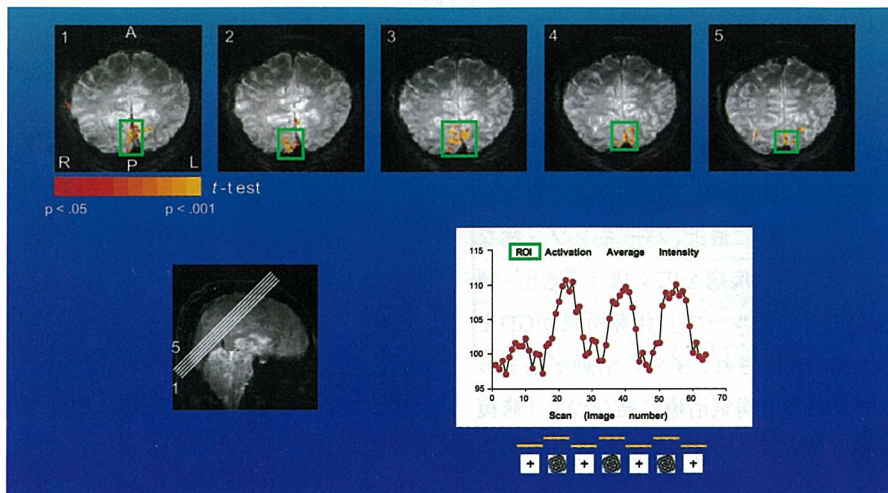 1
A
2
3
4
5
R
P
L
t-test
p < .05
p < .001
5
1
ROI Activation Average Intensity
115
110
105
100
95
0 10 20 30 40 50 60 70
Scan (Image number)